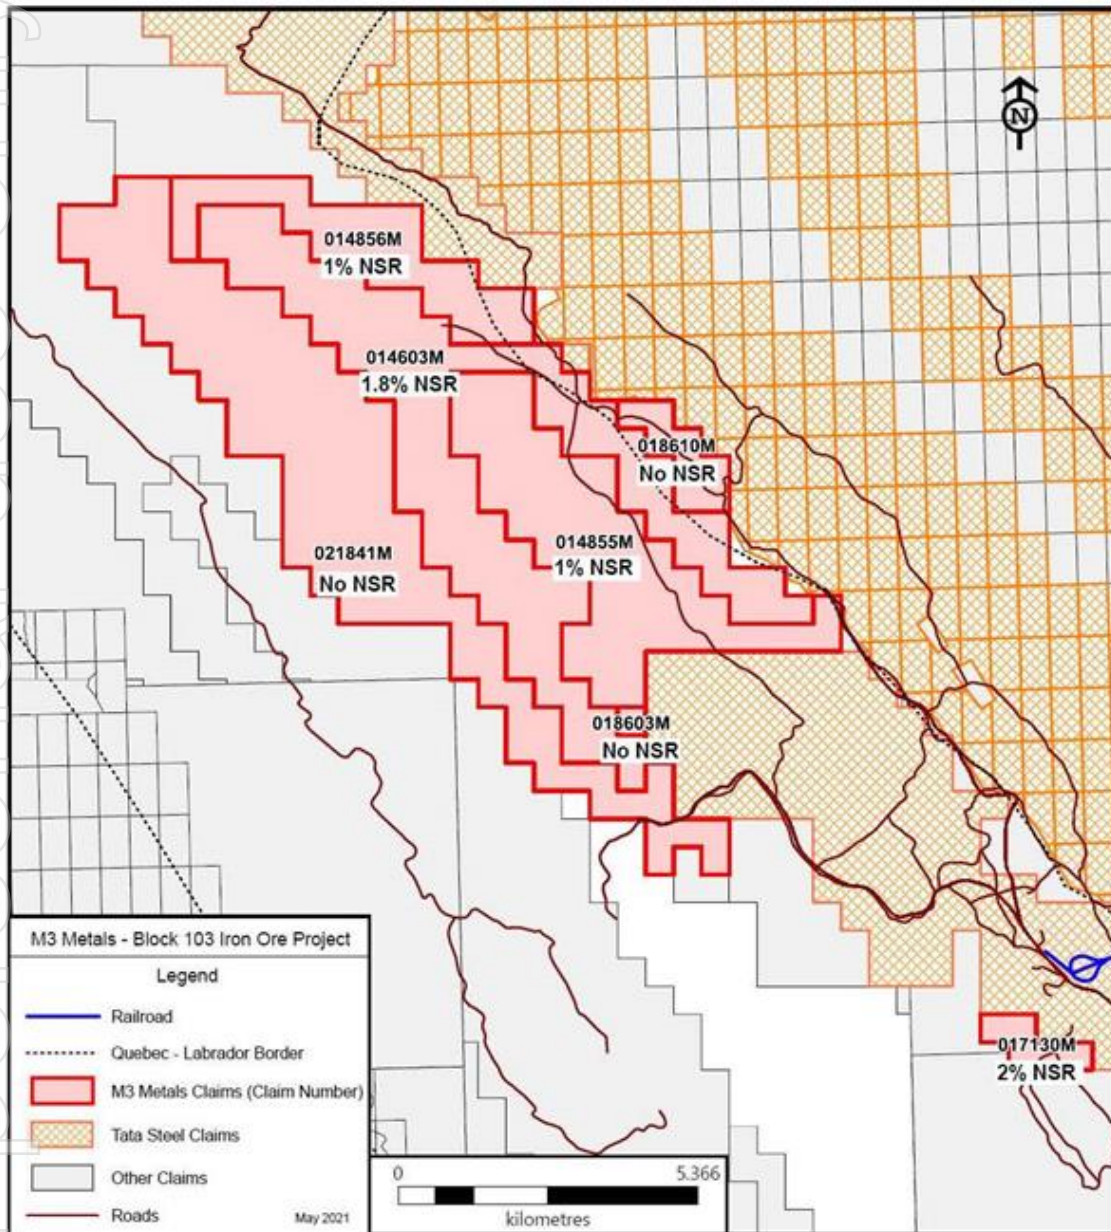 N
014856M
1% NSR
014603M
1.8% NSR
018610M
No NSR
014855M
1% NSR
021841M
No NSR
018603M
No NSR
017130M
2% NSR
M3 Metals - Block 103 Iron Ore Project
Legend
Railroad
Quebec - Labrador Border
M3 Metals Claims (Claim Number)
Tata Steel Claims
Other Claims
Roads
May 2021
0 5.366
kilometres